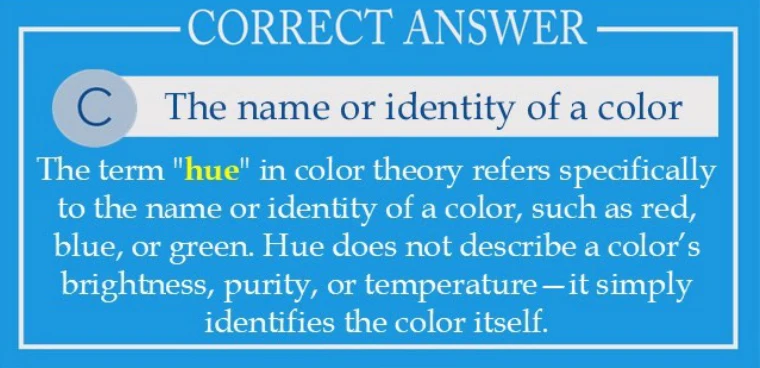 CORRECT ANSWER
C The name or identity of a color
The term "hue" in color theory refers specifically
to the name or identity of a color, such as red,
blue, or green. Hue does not describe a color’s
brightness, purity, or temperature—it simply
identifies the color itself.